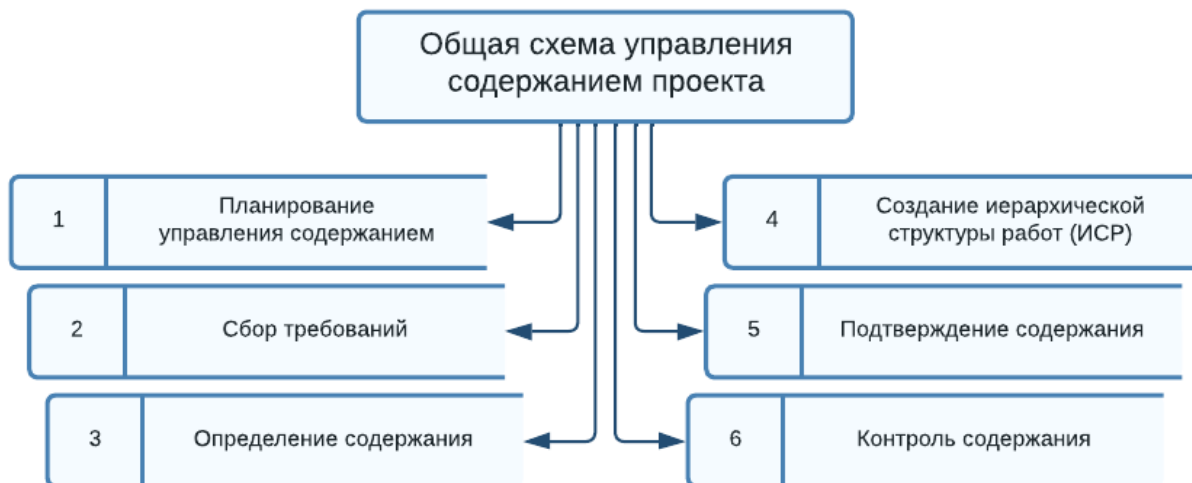 Общая схема управления
содержанием проекта
1
Планирование
управления содержанием
2
Сбор требований
3
Определение содержания
4
Создание иерархической
структуры работ (ИСР)
5
Подтверждение содержания
6
Контроль содержания